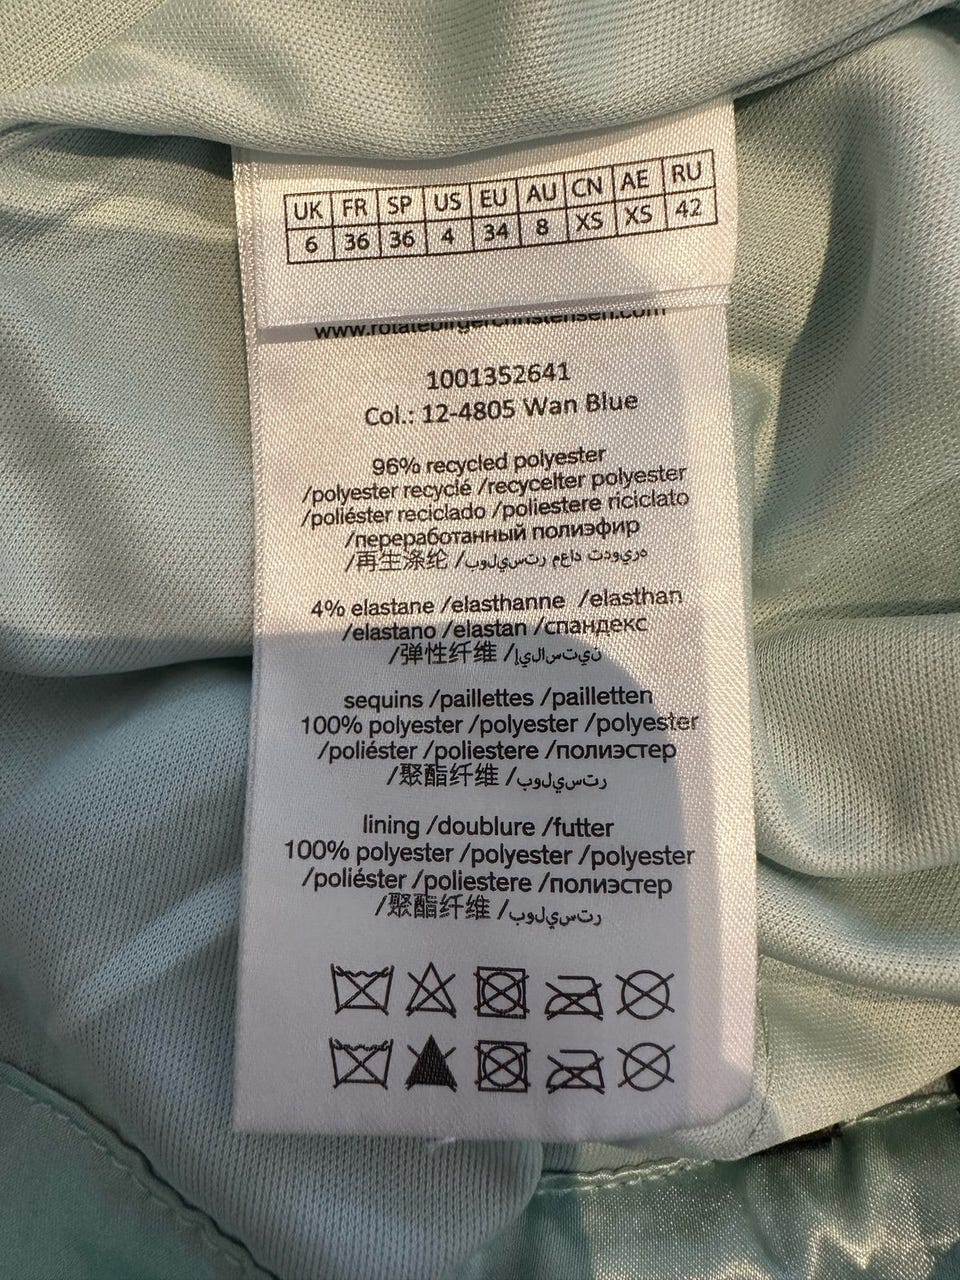 UK FR SP US EU AU CN AE RU
6 36 36 4 34 8 XS XS 42
www.rotatebirgerchristensen.com
1001352641
Col.: 12-4805 Wan Blue
96% recycled polyester
/polyester recyclé /recycelter polyester
/poliéster reciclado /poliestere riciclato
/переработанный полиэфир
/再生涤纶 /بوليستر معاد تدويره
4% elastane /elasthanne /elasthan
/elastano /elastan /спандекс
/弹性纤维 /إيلاستين
sequins /paillettes /pailletten
100% polyester /polyester /polyester
/poliéster /poliestere /полиэстер
/聚酯纤维 /بوليستر
lining /doublure /futter
100% polyester /polyester /polyester
/poliéster /poliestere /полиэстер
/聚酯纤维 /بوليستر